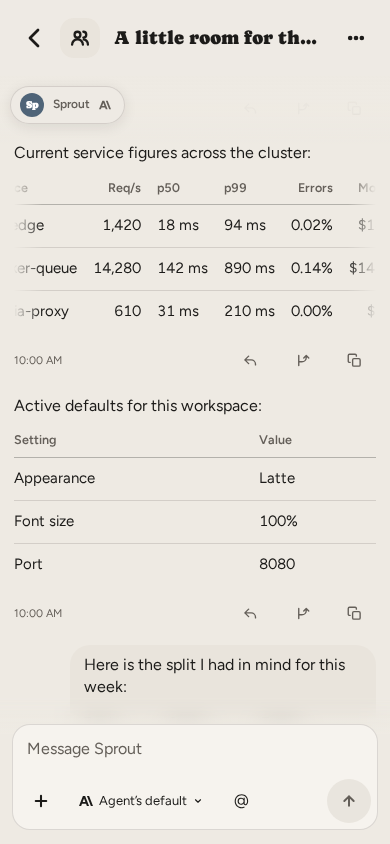 A little room for th...
Sp Sprout
Current service figures across the cluster:
Req/s p50 p99 Errors
edge 1,420 18 ms 94 ms 0.02% $1
er-queue 14,280 142 ms 890 ms 0.14% $14
ia-proxy 610 31 ms 210 ms 0.00% $
10:00 AM
Active defaults for this workspace:
Setting Value
Appearance Latte
Font size 100%
Port 8080
10:00 AM
Here is the split I had in mind for this
week:
Message Sprout
Agent's default @